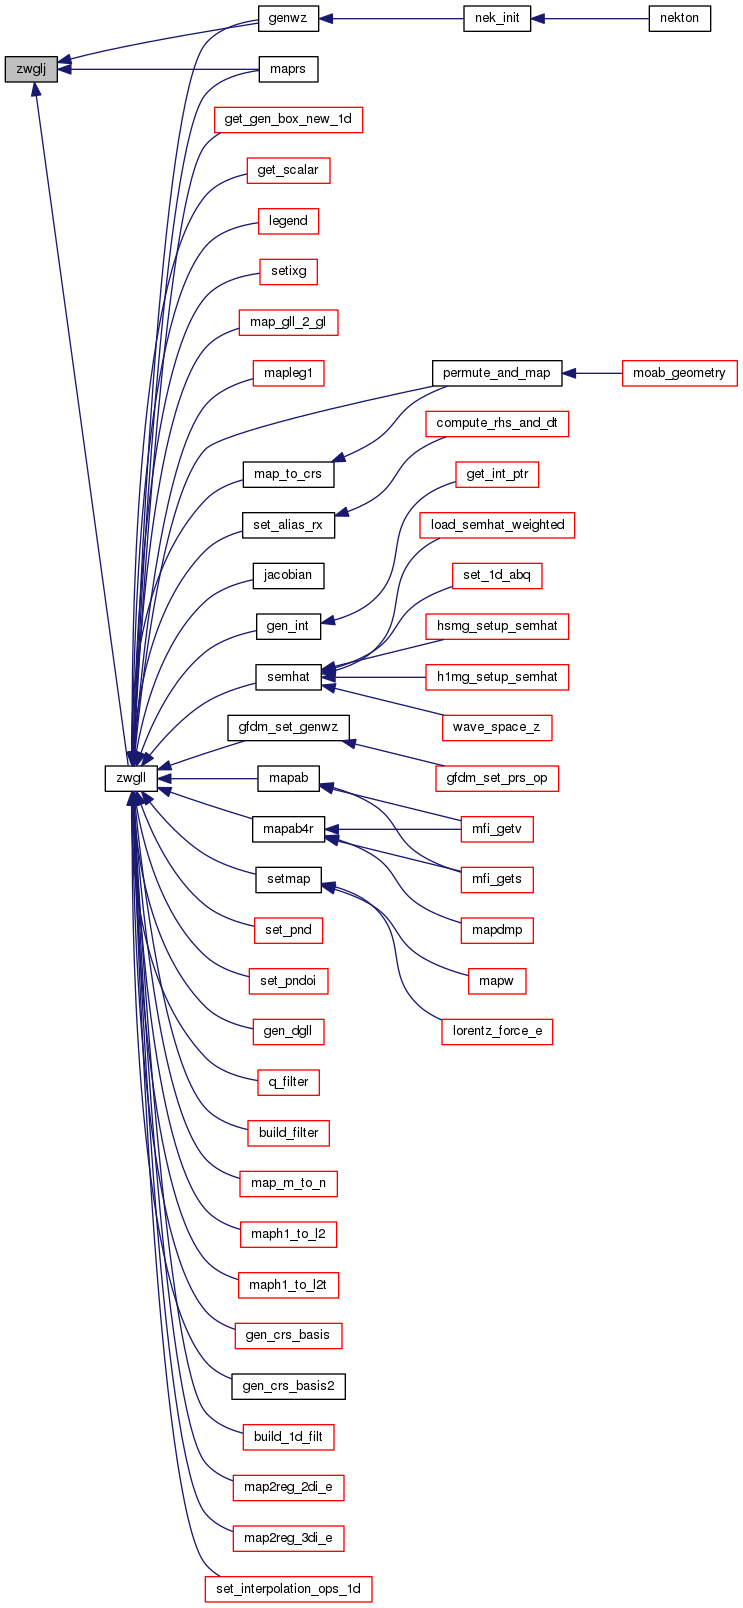 genwz
nek_init
nekton
zwglj
maprs
get_gen_box_new_1d
get_scalar
legend
setixg
map_gll_2_gl
mapleg1
permute_and_map
moab_geometry
compute_rhs_and_dt
map_to_crs
get_int_ptr
set_alias_rx
load_semhat_weighted
jacobian
set_1d_abq
gen_int
hsmg_setup_semhat
semhat
h1mg_setup_semhat
gfdm_set_genwz
wave_space_z
zwgll
mapab
gfdm_set_prs_op
mapab4r
mfi_getv
setmap
mfi_gets
set_pnd
mapdmp
set_pndoi
mapw
gen_dgll
lorentz_force_e
q_filter
build_filter
map_m_to_n
maph1_to_l2
maph1_to_l2t
gen_crs_basis
gen_crs_basis2
build_1d_filt
map2reg_2di_e
map2reg_3di_e
set_interpolation_ops_1d